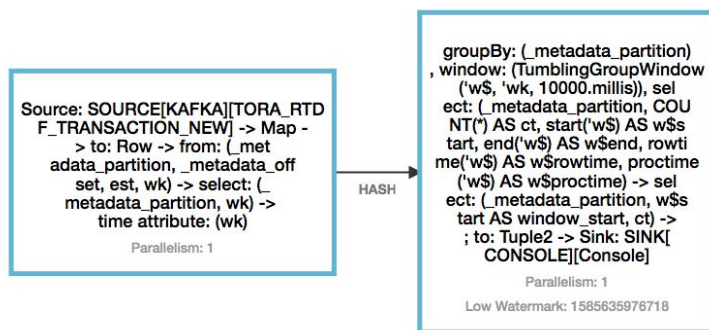 Source: SOURCE[KAFKA][TORA_RTD
F_TRANSACTION_NEW] -> Map -
> to: Row -> from: (_met
adata_partition, _metadata_off
set, est, wk) -> select: (_
metadata_partition, wk) ->
time attribute: (wk)
Parallelism: 1
HASH
groupBy: (_metadata_partition)
, window: (TumblingGroupWindow
('w$, 'wk, 10000.millis)), sel
ect: (_metadata_partition, COU
NT(*) AS ct, start('w$) AS w$s
tart, end('w$) AS w$end, rowti
me('w$) AS w$rowtime, proctime
('w$) AS w$proctime) -> sel
ect: (_metadata_partition, w$s
tart AS window_start, ct) ->
; to: Tuple2 -> Sink: SINK[
CONSOLE][Console]
Parallelism: 1
Low Watermark: 1585635976718